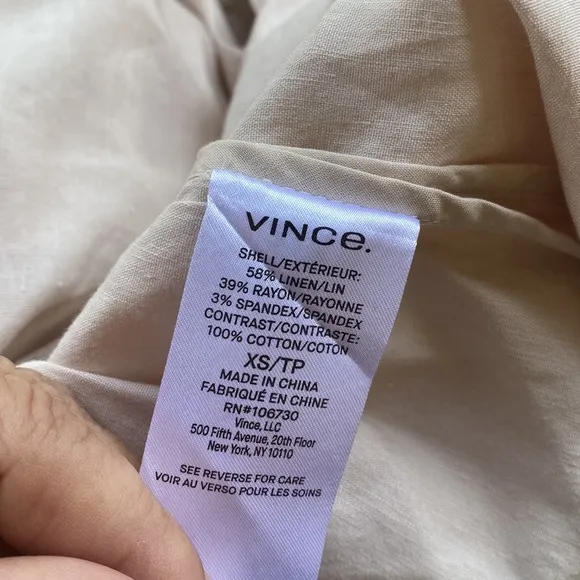 VINCe.
SHELL/EXTÉRIEUR:
58% LINEN/LIN
39% RAYON/RAYONNE
3% SPANDEX/SPANDEX
CONTRAST/CONTRASTE:
100% COTTON/COTON
XS/TP
MADE IN CHINA
FABRIQUÉ EN CHINE
RN#106730
Vince, LLC
500 Fifth Avenue, 20th Floor
New York, NY 10110
SEE REVERSE FOR CARE
VOIR AU VERSO POUR LES SOINS